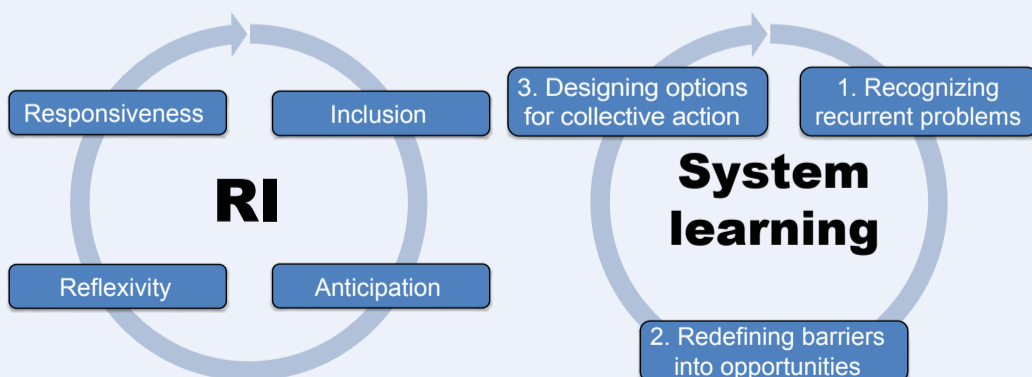 Responsiveness
Inclusion
RI
Reflexivity
Anticipation
3. Designing options
for collective action
1. Recognizing
recurrent problems
System
learning
2. Redefining barriers
into opportunities